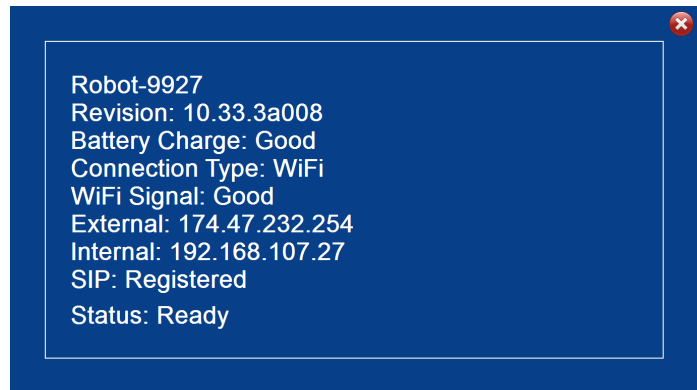 Robot-9927
Revision: 10.33.3a008
Battery Charge: Good
Connection Type: WiFi
WiFi Signal: Good
External: 174.47.232.254
Internal: 192.168.107.27
SIP: Registered
Status: Ready